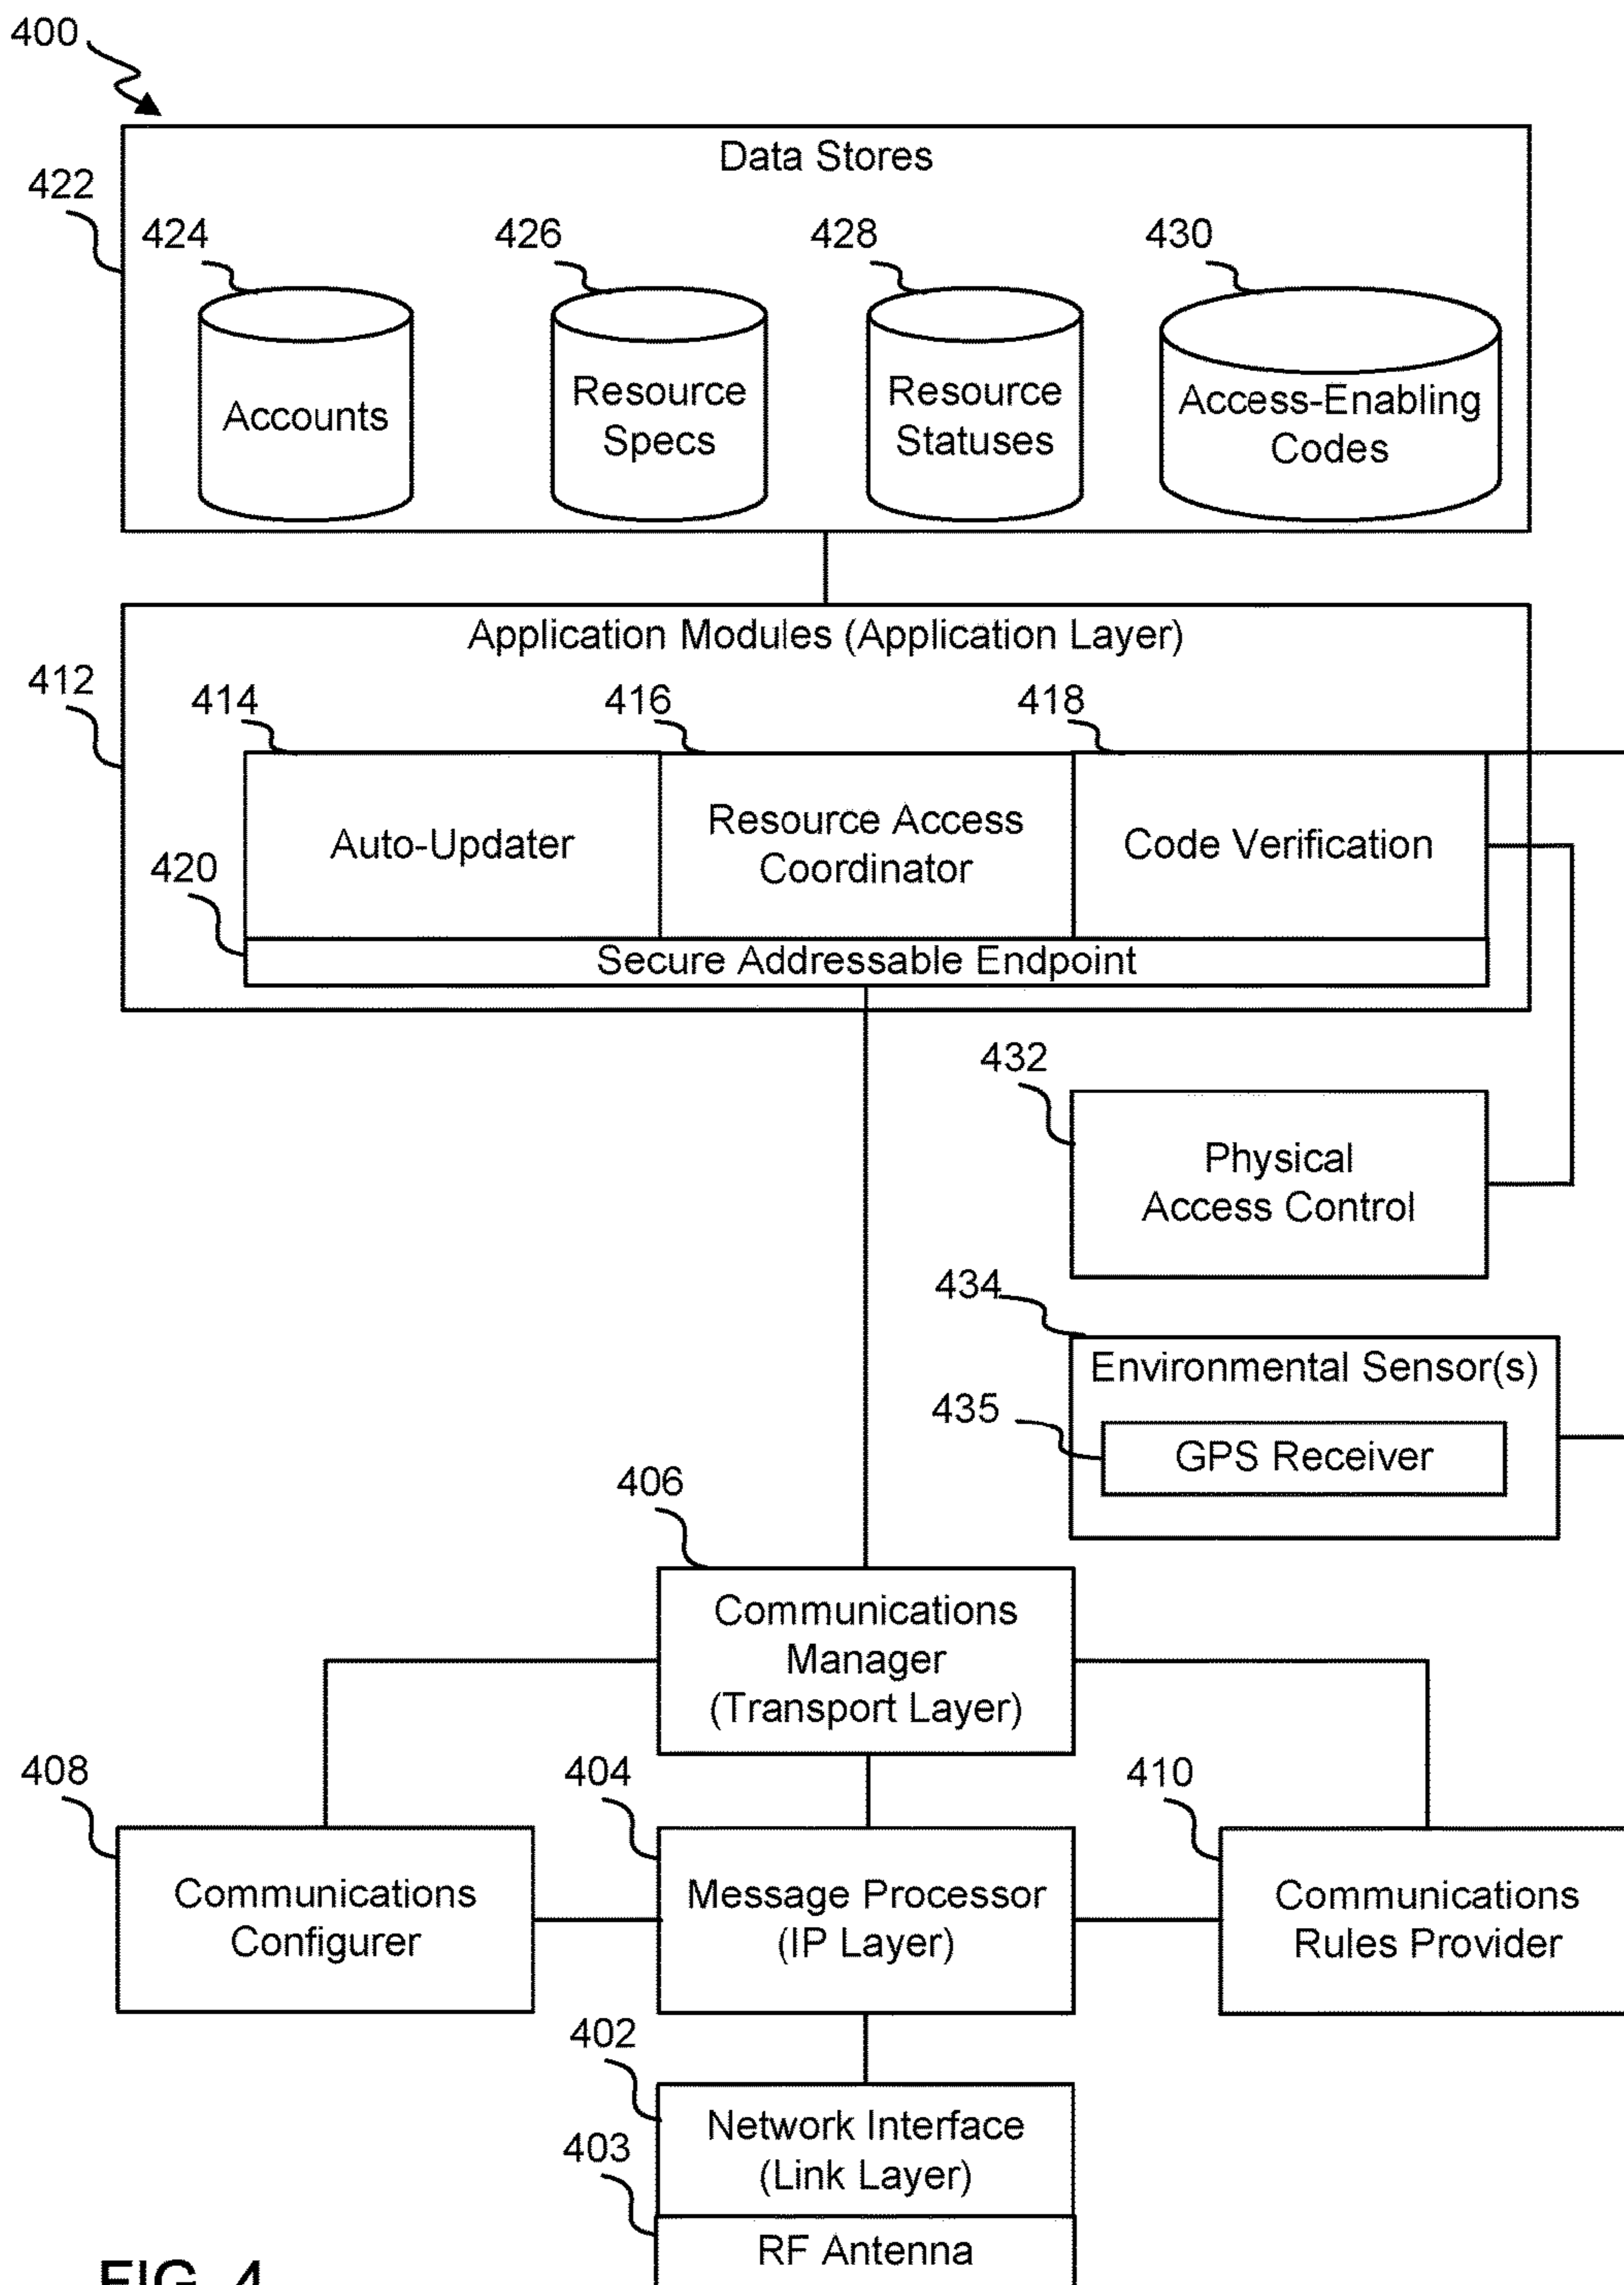 400
Data Stores
422
424
426
428
430
Accounts
Resource
Specs
Resource
Statuses
Access-Enabling
Codes
Application Modules (Application Layer)
412
414
416
418
Auto-Updater
Resource Access
Coordinator
Code Verification
420
Secure Addressable Endpoint
432
Physical
Access Control
434
Environmental Sensor(s)
435
GPS Receiver
406
Communications
Manager
(Transport Layer)
408
404
410
Communications
Configurer
Message Processor
(IP Layer)
Communications
Rules Provider
402
Network Interface
(Link Layer)
403
RF Antenna
FIG. 4